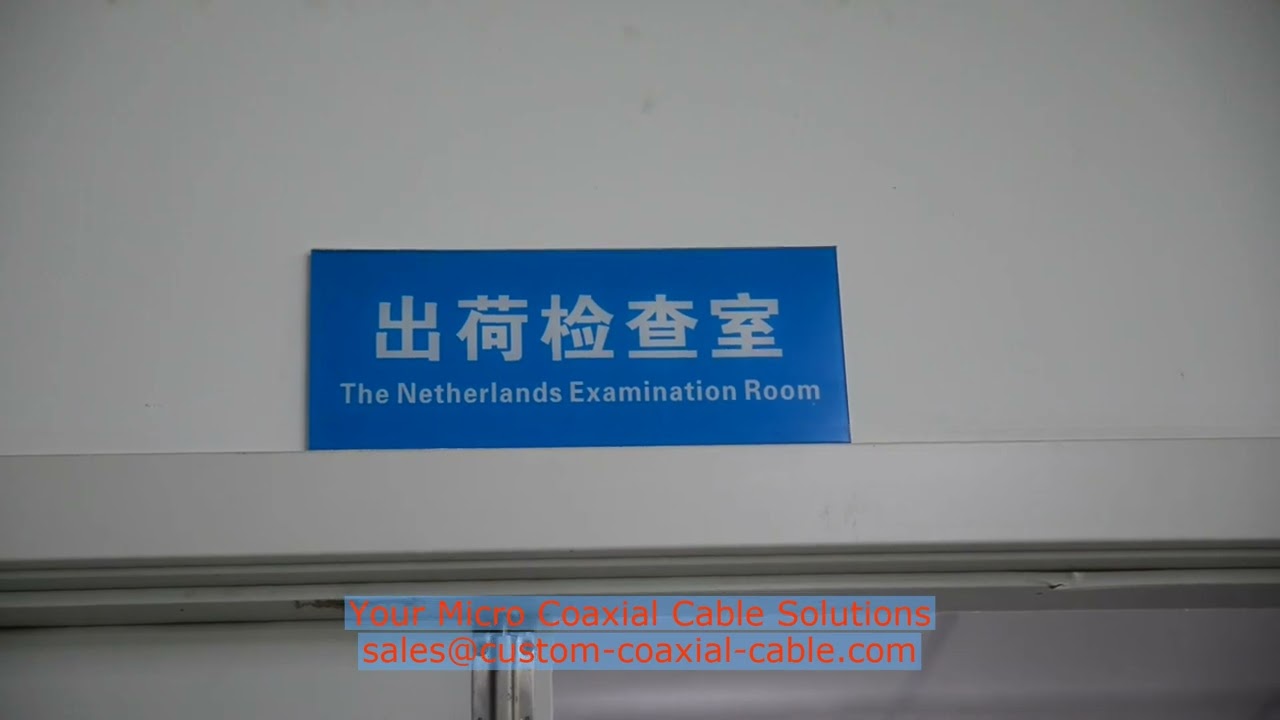 出荷检查室
The Netherlands Examination Room
Your Micro Coaxial Cable Solutions
sales@custom-coaxial-cable.com